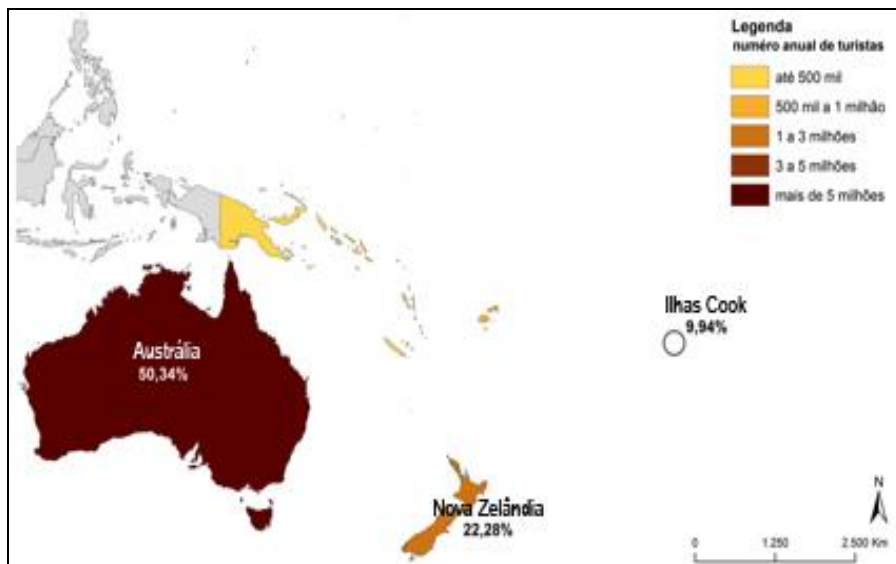 Legenda
numéro anual de turistas
até 500 mil
500 mil a 1 milhão
1 a 3 milhões
3 a 5 milhões
mais de 5 milhões
Ilhas Cook
9,94%
Austrália
50,34%
Nova Zelândia
22,28%
N
0 1.250 2.500 Km